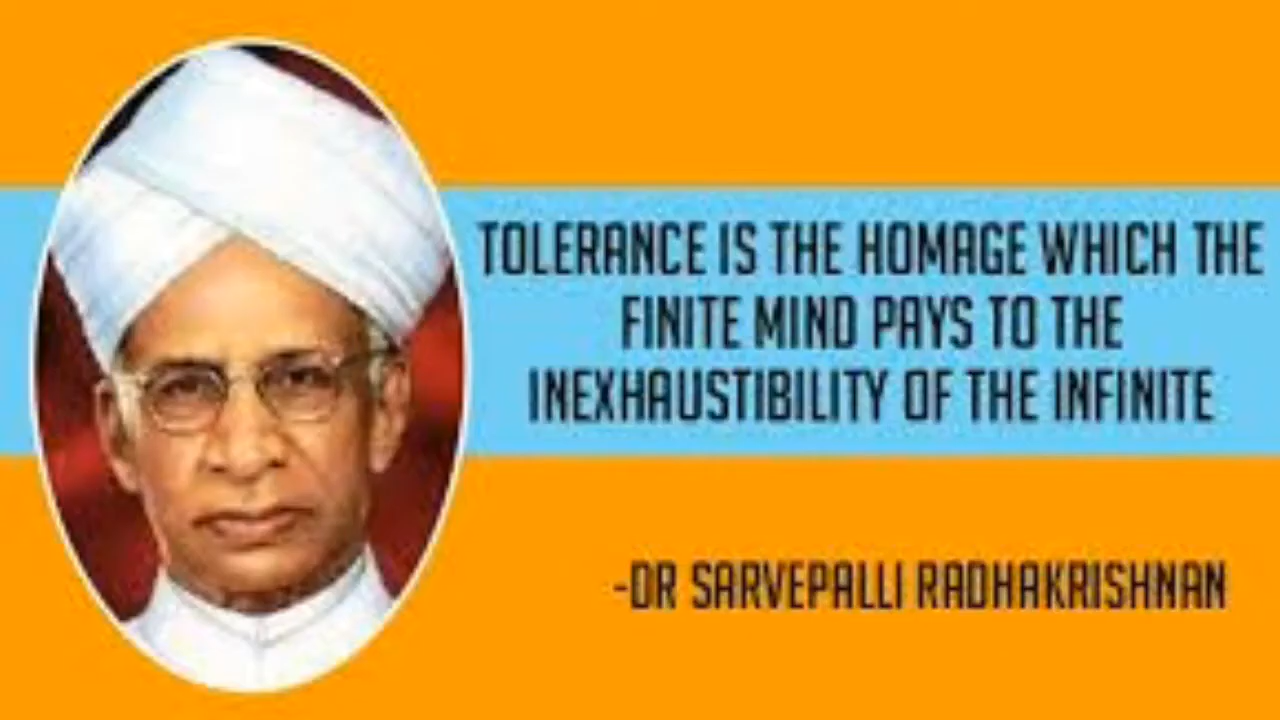 TOLERANCE IS THE HOMAGE WHICH THE
FINITE MIND PAYS TO THE
INEXHAUSTIBILITY OF THE INFINITE
-DR SARVEPALLI RADHAKRISHNAN